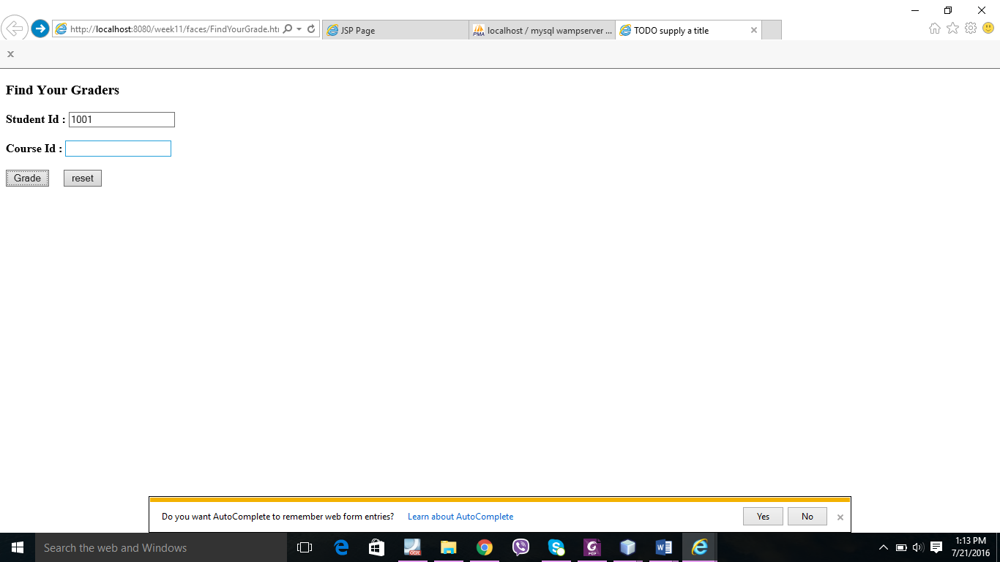 http://localhost:8080/week11/faces/FindYourGrade.htr
JSP Page
localhost / mysql wampserver ...
TODO supply a title
x
Find Your Graders
Student Id : 1001
Course Id :
Grade reset
Do you want AutoComplete to remember web form entries? Learn about AutoComplete Yes No
Search the web and Windows
1:13 PM
7/21/2016